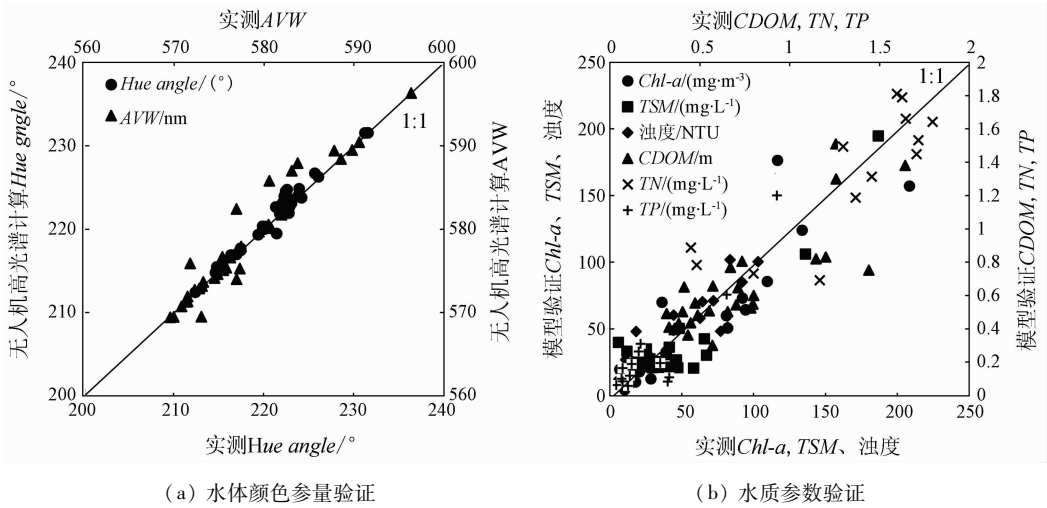 实测AVW
560 570 580 590 600
240
230
220
210
200
600
590
580
570
560
无人机高光谱计算Hue gngle/°
Hue angle/（°）
AVW/nm
1:1
无人机高光谱计算AVW
200 210 220 230 240
实测Hue angle/°
（a）水体颜色参量验证
实测CDOM, TN, TP
0 0.5 1 1.5 2
250
200
150
100
50
0
2
1.8
1.6
1.4
1.2
1
0.8
0.6
0.4
0.2
0
模型验证Chl-a、TSM、浊度
Chl-a/(mg·m-3)
TSM/(mg·L-1)
浊度/NTU
CDOM/m
TN/(mg·L-1)
TP/(mg·L-1)
1:1
模型验证CDOM, TN, TP
0 50 100 150 200 250
实测Chl-a, TSM、浊度
（b）水质参数验证